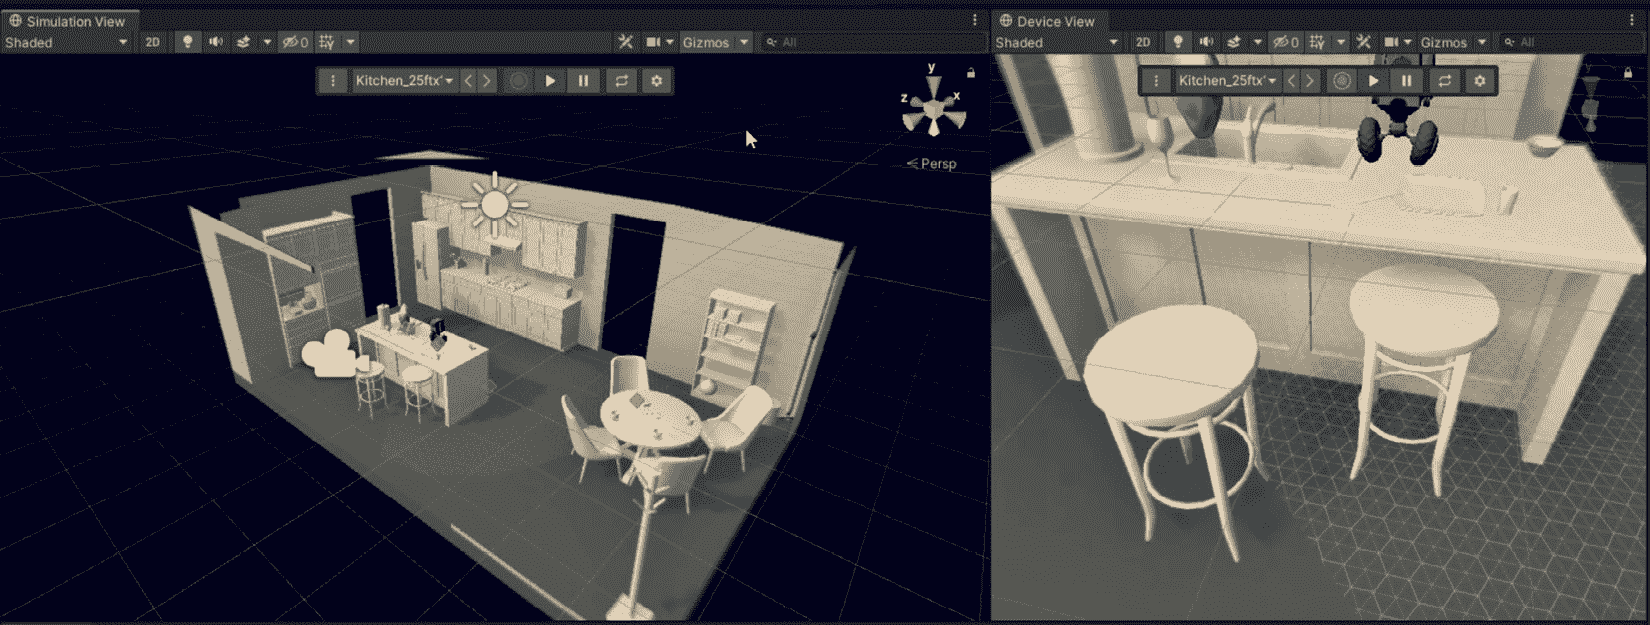 Simulation View
Shaded
2D
0
Gizmos
All
Kitchen_25ftx'
y
z
x
Persp
Device View
Shaded
2D
0
Gizmos
All
Kitchen_25ftx'